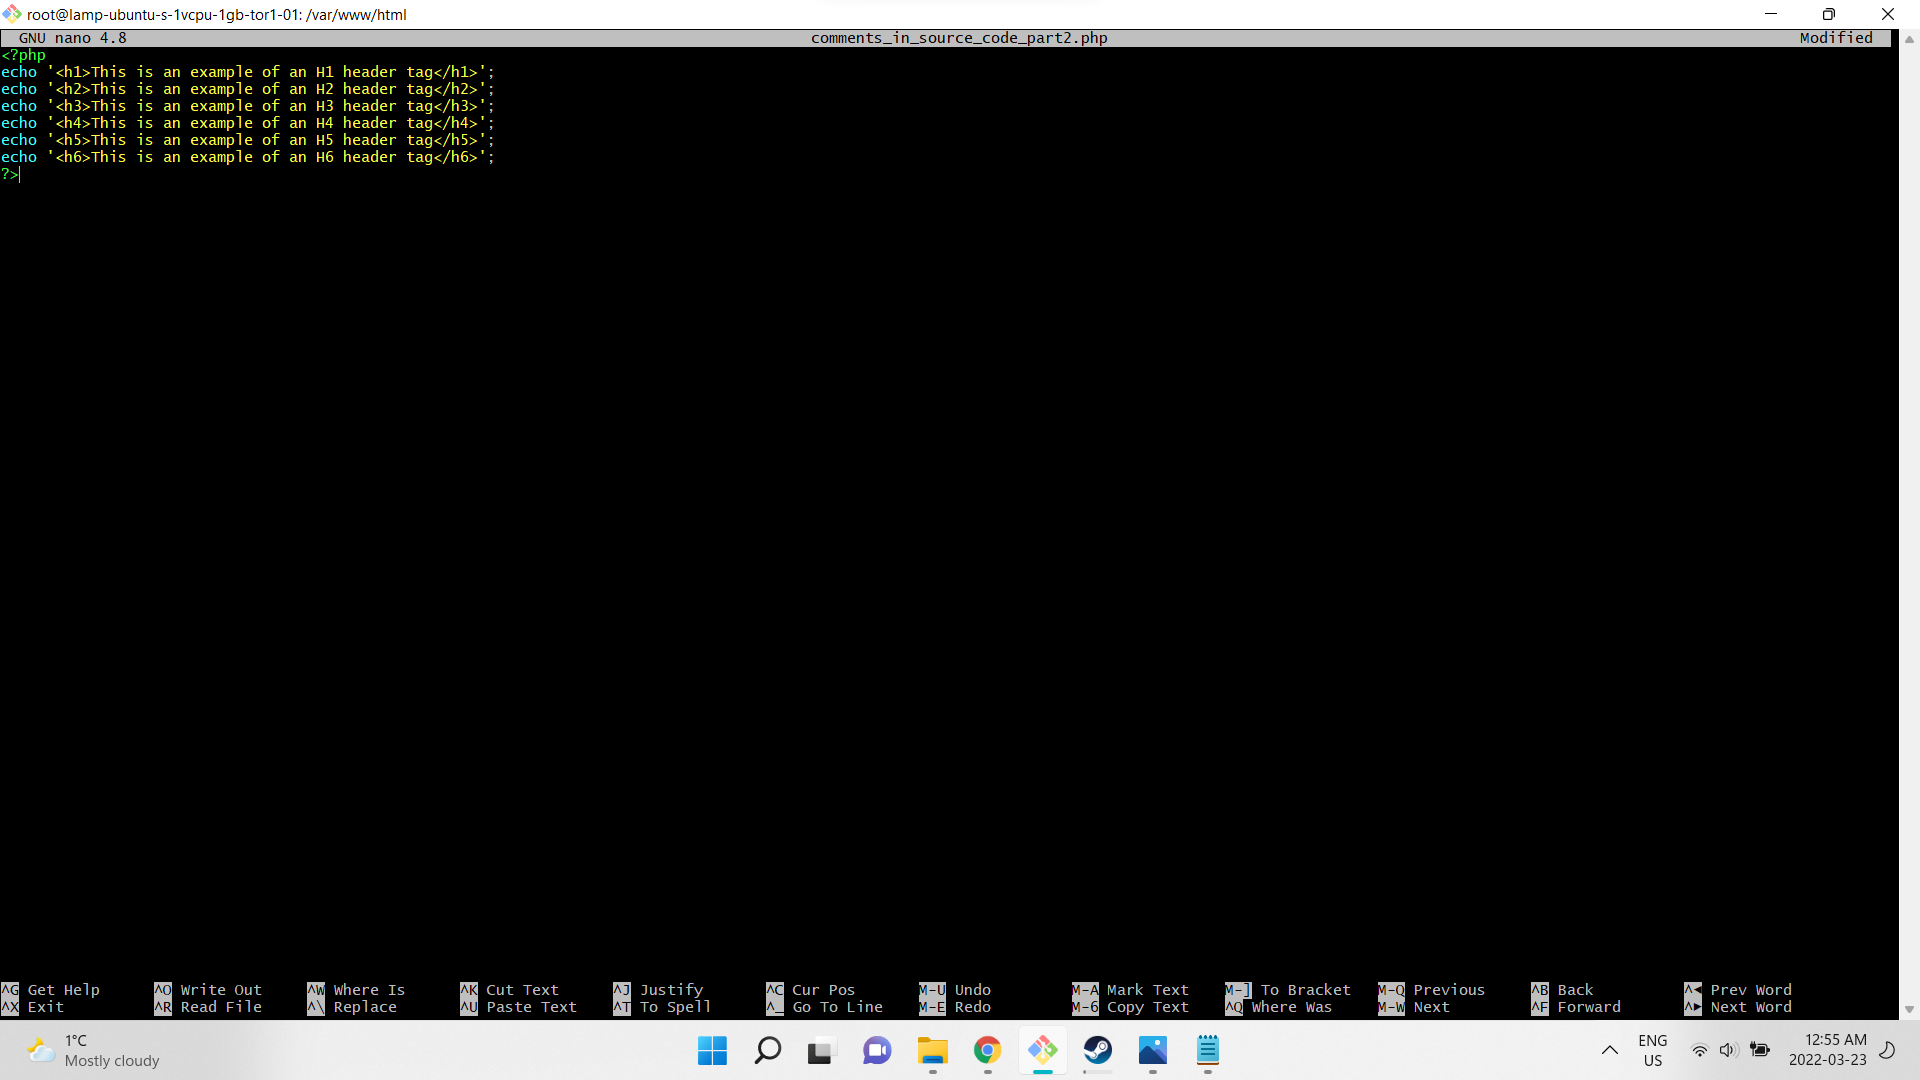 root@lamp-ubuntu-s-1vcpu-1gb-tor1-01: /var/www/html
GNU nano 4.8 comments_in_source_code_part2.php Modified
<?php
echo '<h1>This is an example of an H1 header tag</h1>';
echo '<h2>This is an example of an H2 header tag</h2>';
echo '<h3>This is an example of an H3 header tag</h3>';
echo '<h4>This is an example of an H4 header tag</h4>';
echo '<h5>This is an example of an H5 header tag</h5>';
echo '<h6>This is an example of an H6 header tag</h6>';
?>
^G Get Help ^O Write Out ^W Where Is ^K Cut Text ^J Justify ^C Cur Pos M-U Undo M-A Mark Text M-] To Bracket M-Q Previous ^B Back ^◄ Prev Word
^X Exit ^R Read File ^\ Replace ^U Paste Text ^T To Spell ^_ Go To Line M-E Redo M-6 Copy Text ^Q Where Was M-W Next ^F Forward ^► Next Word
1°C
Mostly cloudy
ENG
US
12:55 AM
2022-03-23